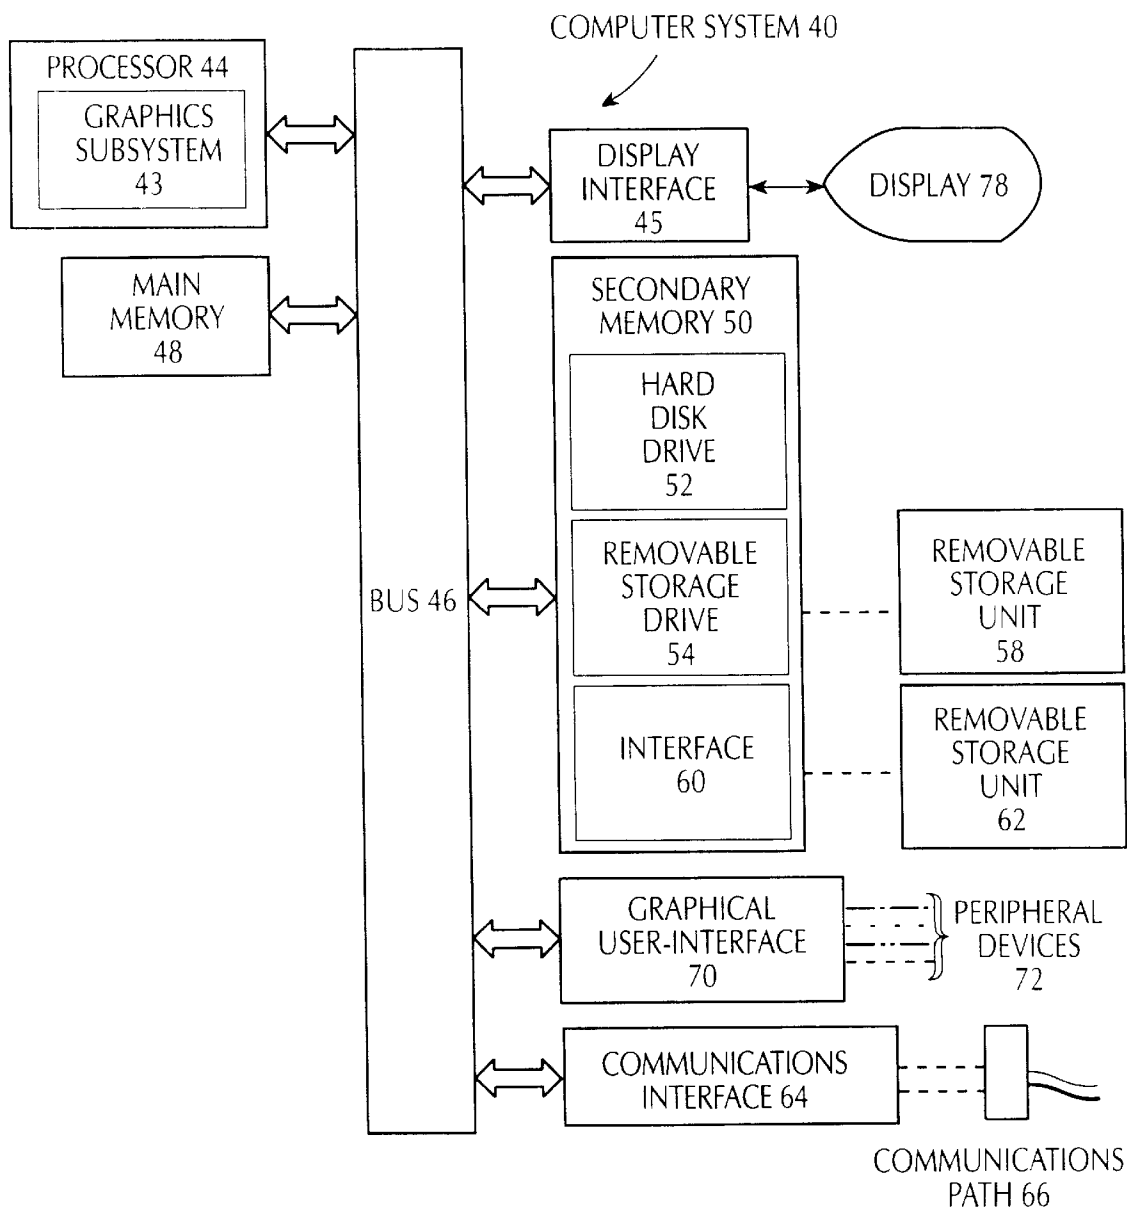 COMPUTER SYSTEM 40
PROCESSOR 44
GRAPHICS
SUBSYSTEM
43
DISPLAY
INTERFACE
45
DISPLAY 78
MAIN
MEMORY
48
SECONDARY
MEMORY 50
HARD
DISK
DRIVE
52
BUS 46
REMOVABLE
STORAGE
DRIVE
54
REMOVABLE
STORAGE
UNIT
58
INTERFACE
60
REMOVABLE
STORAGE
UNIT
62
GRAPHICAL
USER-INTERFACE
70
PERIPHERAL
DEVICES
72
COMMUNICATIONS
INTERFACE 64
COMMUNICATIONS
PATH 66